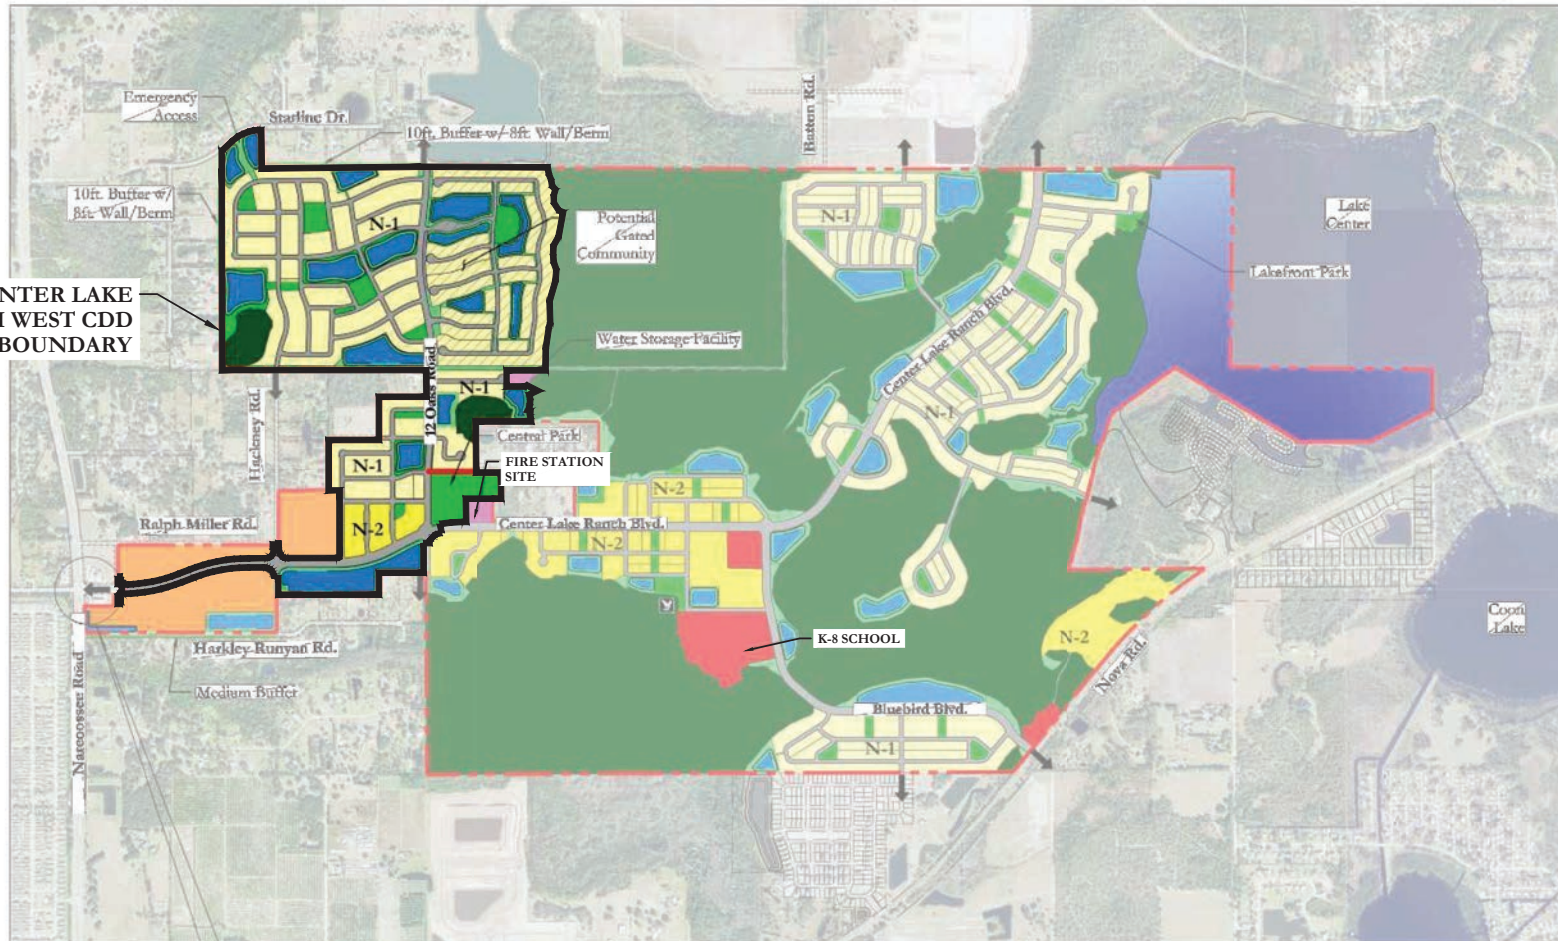 Emergency
Access
Starline Dr.
10ft. Buffer w/ 8ft. Wall/Berm
Batton Rd.
10ft. Buffer w/
8ft. Wall/Berm
N-1
Potential
Gated
Community
N-1
Lake
Center
Lakefront Park
NTER LAKE
WEST CDD
BOUNDARY
Water Storage Facility
Center Lake Ranch Blvd.
12 Oaks Road
N-1
N-1
Hackney Rd.
Central Park
FIRE STATION
SITE
N-1
N-2
Ralph Miller Rd.
N-2
Center Lake Ranch Blvd.
N-2
Coon
Lake
K-8 SCHOOL
N-2
Harkley Runyan Rd.
Nova Rd.
Medium Buffer
Narcoossee Road
Bluebird Blvd.
N-1